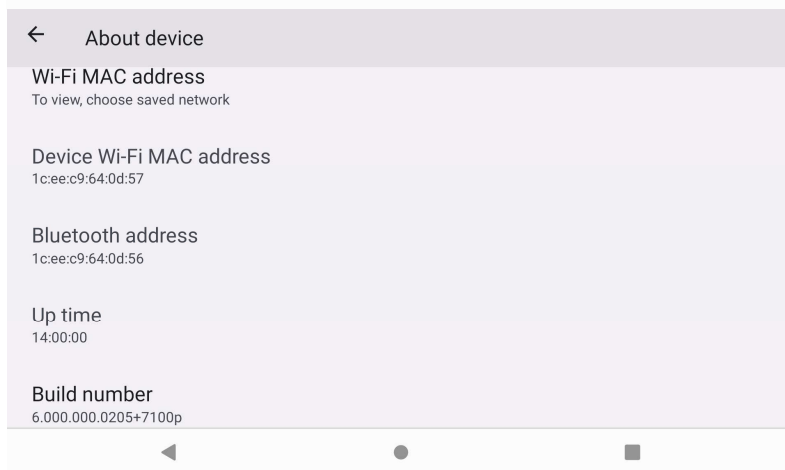 About device
Wi-Fi MAC address
To view, choose saved network
Device Wi-Fi MAC address
1c:ee:c9:64:0d:57
Bluetooth address
1c:ee:c9:64:0d:56
Up time
14:00:00
Build number
6.000.000.0205+7100p